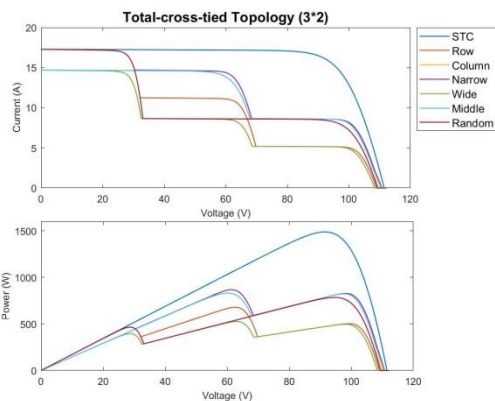 Total-cross-tied Topology (3*2)
20
15
10
5
0
Current (A)
0
20
40
60
80
100
120
Voltage (V)
STC
Row
Column
Narrow
Wide
Middle
Random
1500
1000
500
0
Power (W)
0
20
40
60
80
100
120
Voltage (V)